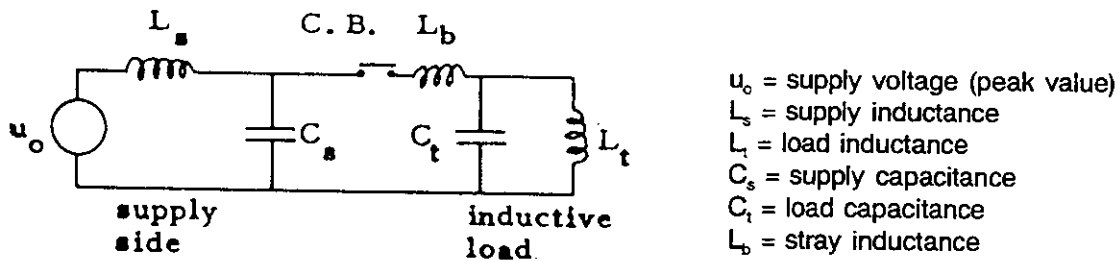 L_s
C. B.
L_b
u_o
C_s
C_t
L_t
supply
side
inductive
load.
u_o = supply voltage (peak value)
L_s = supply inductance
L_t = load inductance
C_s = supply capacitance
C_t = load capacitance
L_b = stray inductance